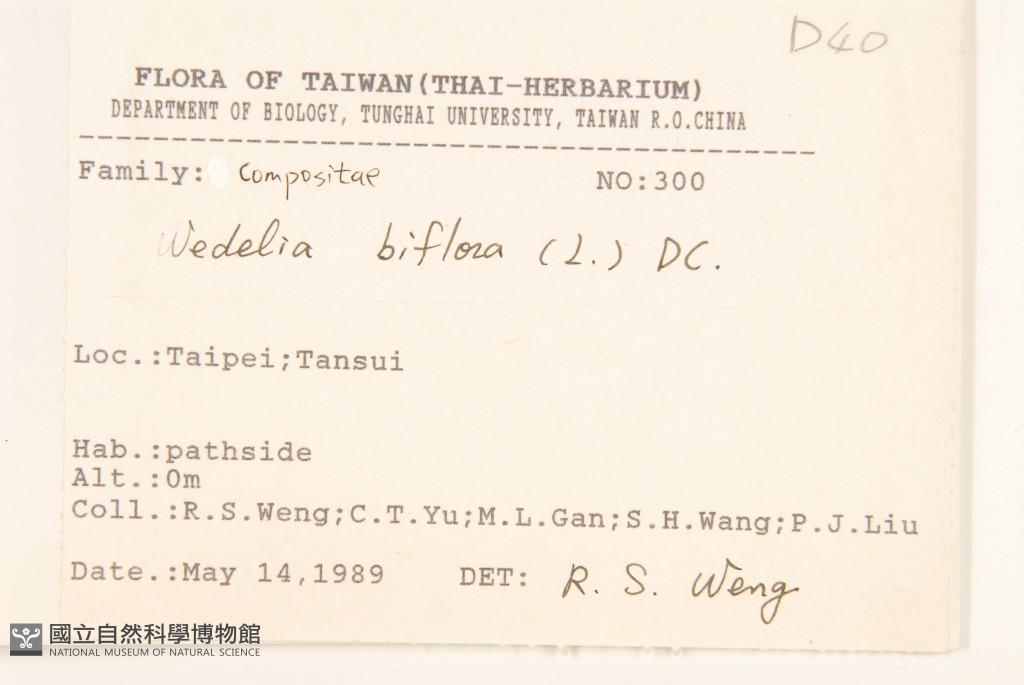 D40
FLORA OF TAIWAN(THAI-HERBARIUM)
DEPARTMENT OF BIOLOGY, TUNGHAI UNIVERSITY, TAIWAN R.O.CHINA
Family: Compositae NO:300
Wedelia biflora (L.) DC.
Loc.:Taipei;Tansui
Hab.:pathside
Alt.:0m
Coll.:R.S.Weng;C.T.Yu;M.L.Gan;S.H.Wang;P.J.Liu
Date.:May 14,1989 DET: R. S. Weng
國立自然科學博物館
NATIONAL MUSEUM OF NATURAL SCIENCE